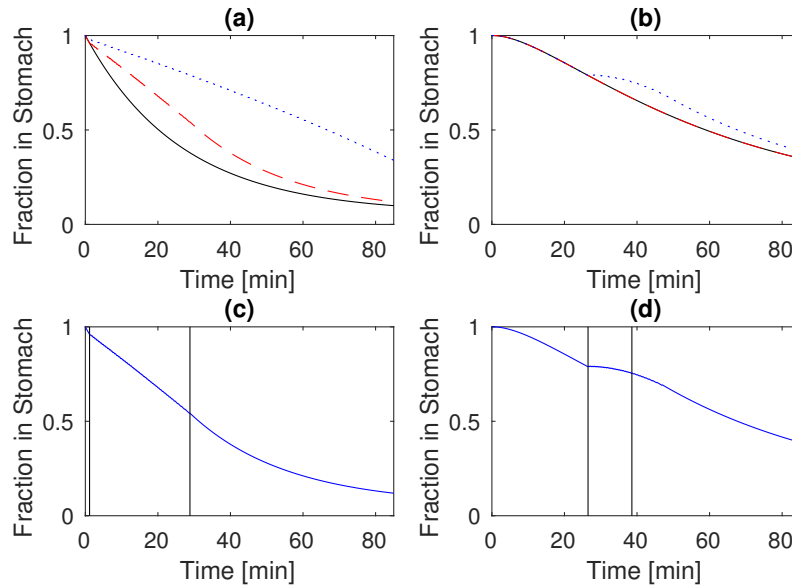 (a)
Fraction in Stomach
1
0.5
0
0 20 40 60 80
Time [min]
(b)
Fraction in Stomach
1
0.5
0
0 20 40 60 80
Time [min]
(c)
Fraction in Stomach
1
0.5
0
0 20 40 60 80
Time [min]
(d)
Fraction in Stomach
1
0.5
0
0 20 40 60 80
Time [min]